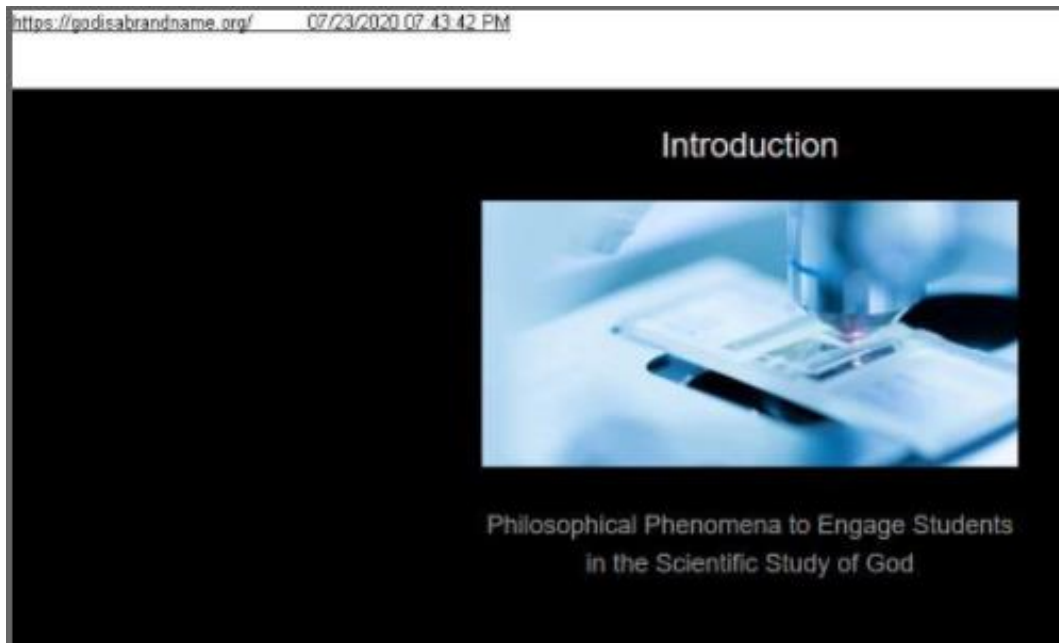 https://godisabrandname.org/ 07/23/2020 07:43:42 PM
Introduction
Philosophical Phenomena to Engage Students
in the Scientific Study of God